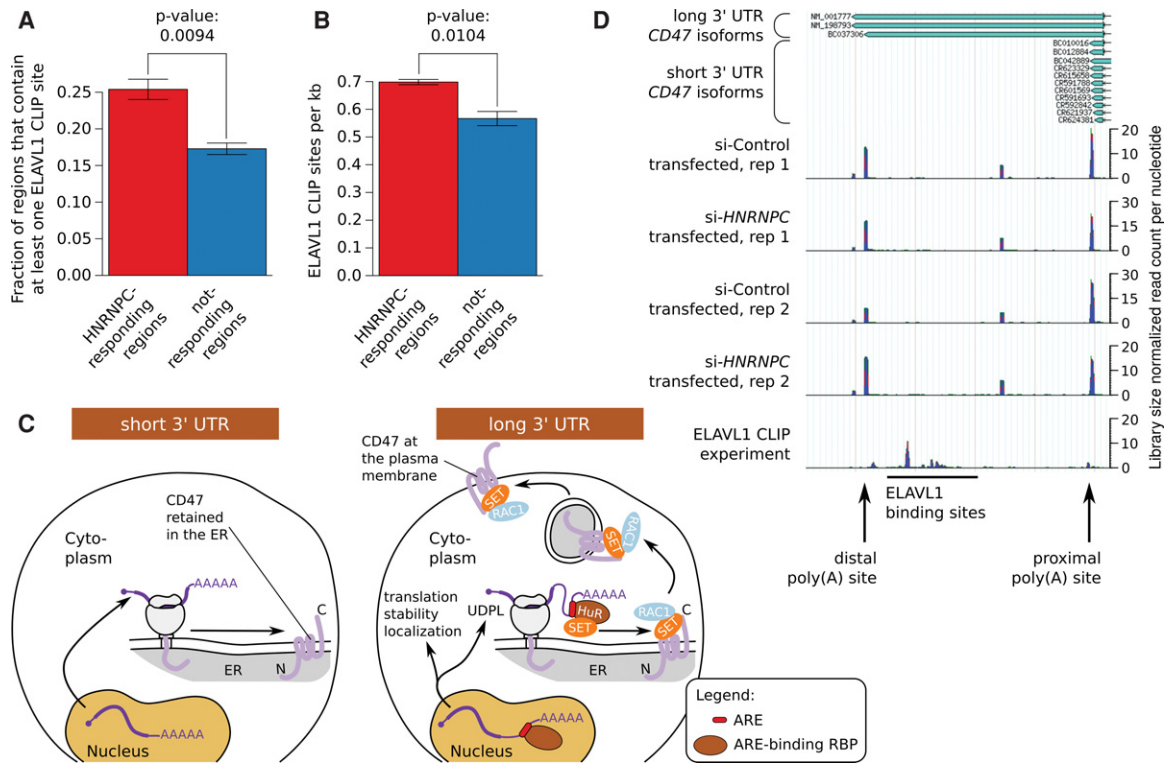 A
p-value:
0.0094
Fraction of regions that contain
at least one ELAVL1 CLIP site
0.25
0.20
0.15
0.10
0.05
0.00
HNRNPC-
responding
regions
not-
responding
regions
B
p-value:
0.0104
ELAVL1 CLIP sites per kb
0.7
0.6
0.5
0.4
0.3
0.2
0.1
0.0
HNRNPC-
responding
regions
not-
responding
regions
C
short 3' UTR
CD47
retained
in the ER
Cyto-
plasm
AAAAA
C
ER
N
AAAAA
Nucleus
long 3' UTR
CD47 at
the plasma
membrane
SET
RAC1
Cyto-
plasm
SET
RAC1
translation
stability
localization
UDPL
AAAAA
HuR
SET
RAC1
SET
C
ER
N
AAAAA
Nucleus
Legend:
ARE
ARE-binding RBP
D
long 3' UTR
CD47 isoforms
NM_001777
NM_198793
BC037306
short 3' UTR
CD47 isoforms
BC010016
BC012884
BC042889
CR623329
CR615658
CR591788
CR601569
CR591693
CR592842
CR621937
CR624381
si-Control
transfected, rep 1
20
10
0
si-HNRNPC
transfected, rep 1
30
15
0
si-Control
transfected, rep 2
30
15
0
si-HNRNPC
transfected, rep 2
20
10
0
ELAVL1 CLIP
experiment
20
10
0
Library size normalized read count per nucleotide
ELAVL1
binding sites
distal
poly(A) site
proximal
poly(A) site